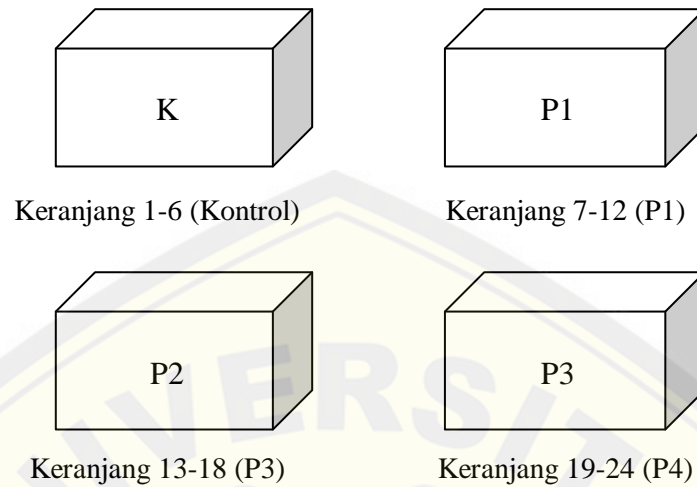 K
P1
Keranjang 1-6 (Kontrol)
Keranjang 7-12 (P1)
P2
P3
Keranjang 13-18 (P3)
Keranjang 19-24 (P4)